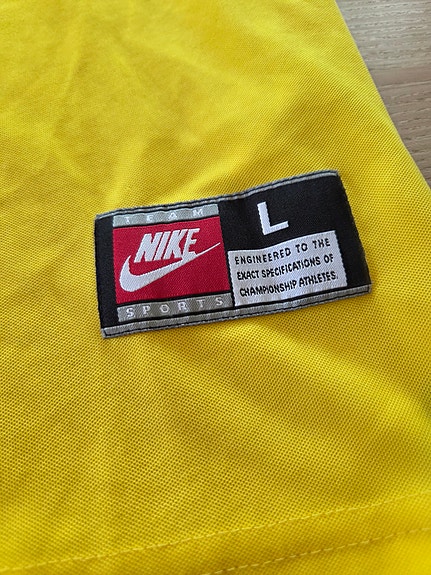 TEAM
NIKE
SPORTS
L
ENGINEERED TO THE
EXACT SPECIFICATIONS OF
CHAMPIONSHIP ATHLETES.